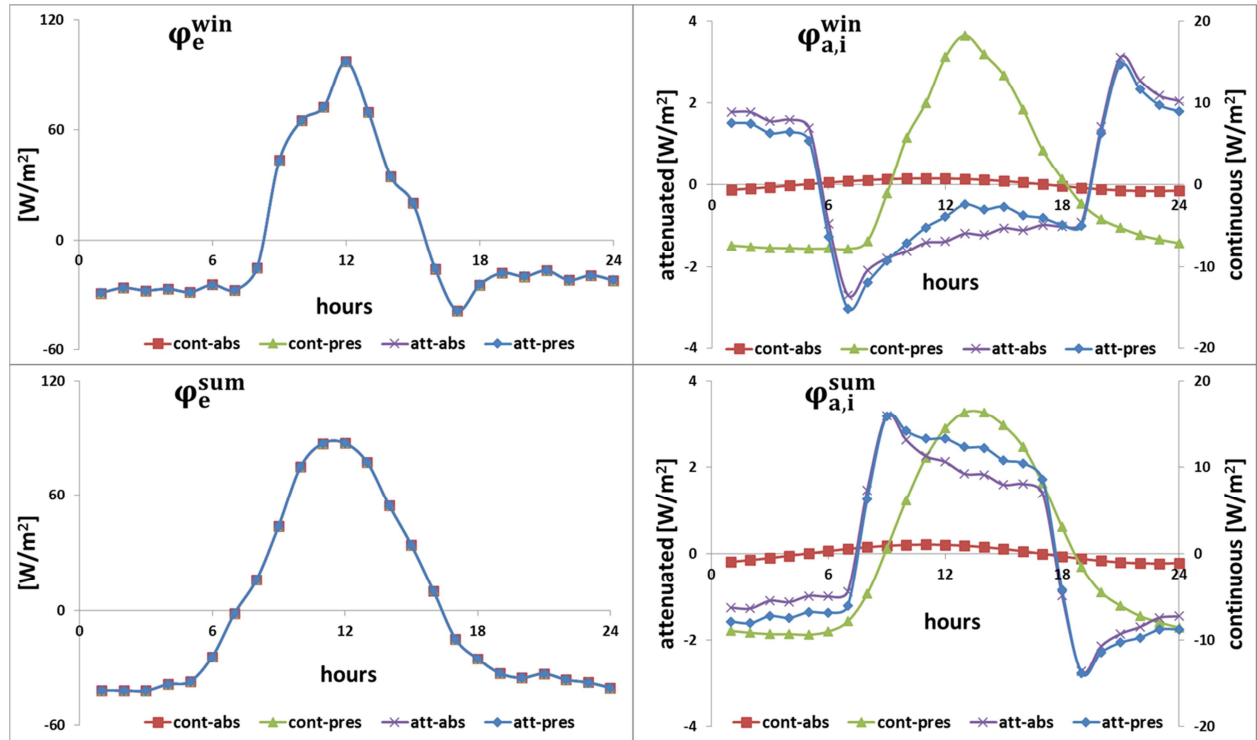 φ_e^win
120
60
0
-60
[W/m²]
0 6 12 18 24
hours
cont-abs cont-pres att-abs att-pres
φ_a,i^win
4
2
0
-2
-4
attenuated [W/m²]
20
10
0
-10
-20
continuous [W/m²]
0 6 12 18 24
hours
cont-abs cont-pres att-abs att-pres
φ_e^sum
120
60
0
-60
[W/m²]
0 6 12 18 24
hours
cont-abs cont-pres att-abs att-pres
φ_a,i^sum
4
2
0
-2
-4
attenuated [W/m²]
20
10
0
-10
-20
continuous [W/m²]
0 6 12 18 24
hours
cont-abs cont-pres att-abs att-pres